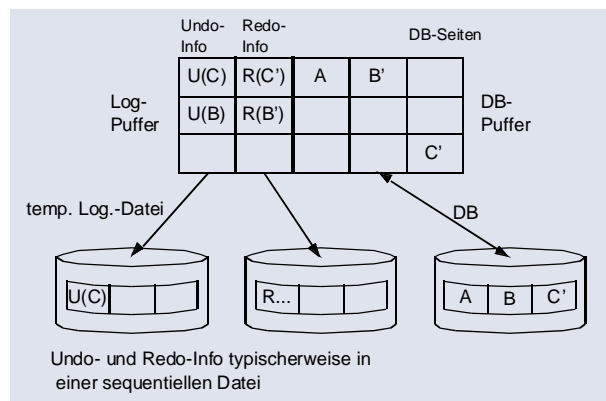 Undo- Redo-
Info Info DB-Seiten
U(C) R(C') A B'
Log-
Puffer
U(B) R(B')
DB-
Puffer
C'
temp. Log.-Datei
DB
U(C)
R...
A B C'
Undo- und Redo-Info typischerweise in
einer sequentiellen Datei